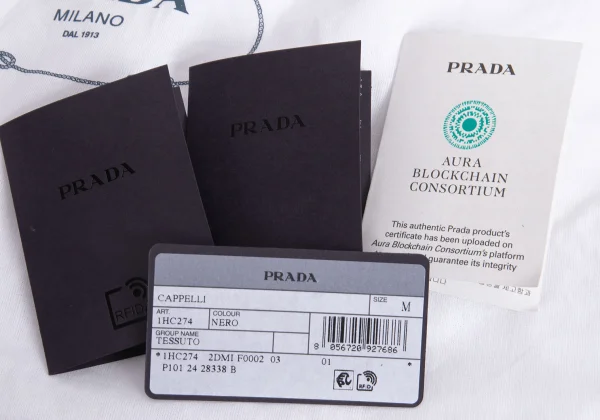 PRADA
MILANO
DAL 1913
PRADA
RFID
PRADA
PRADA
AURA
BLOCKCHAIN
CONSORTIUM
This authentic Prada product's
certificate has been uploaded on
Aura Blockchain Consortium's platform
guarantee its integrity
PRADA
CAPPELLI
SIZE
M
ART.
1HC274
COLOUR
NERO
GROUP NAME
TESSUTO
8 056720 927686
*1HC274 2DMI F0002 03 01 *
P101 24 28338 B
RFID